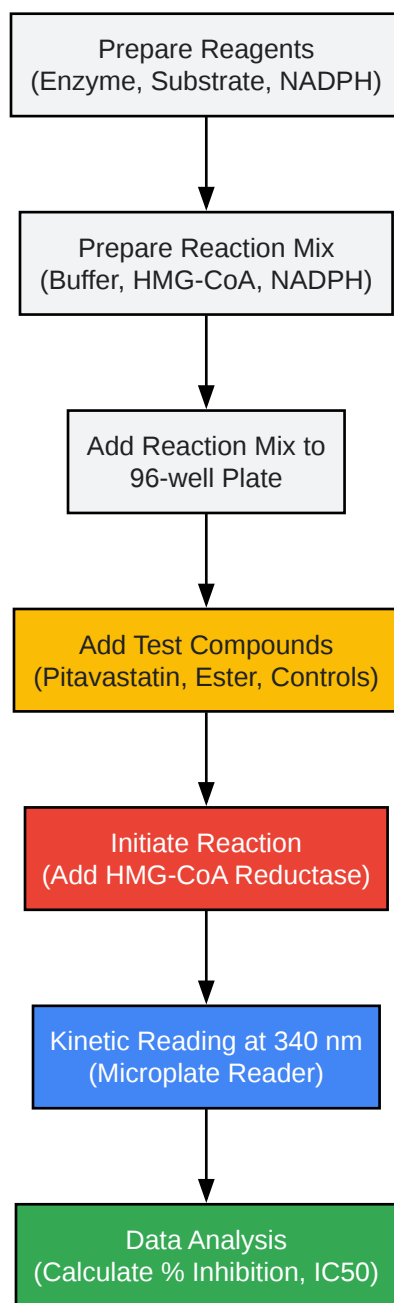 Prepare Reagents
(Enzyme, Substrate, NADPH)
Prepare Reaction Mix
(Buffer, HMG-CoA, NADPH)
Add Reaction Mix to
96-well Plate
Add Test Compounds
(Pitavastatin, Ester, Controls)
Initiate Reaction
(Add HMG-CoA Reductase)
Kinetic Reading at 340 nm
(Microplate Reader)
Data Analysis
(Calculate % Inhibition, IC50)